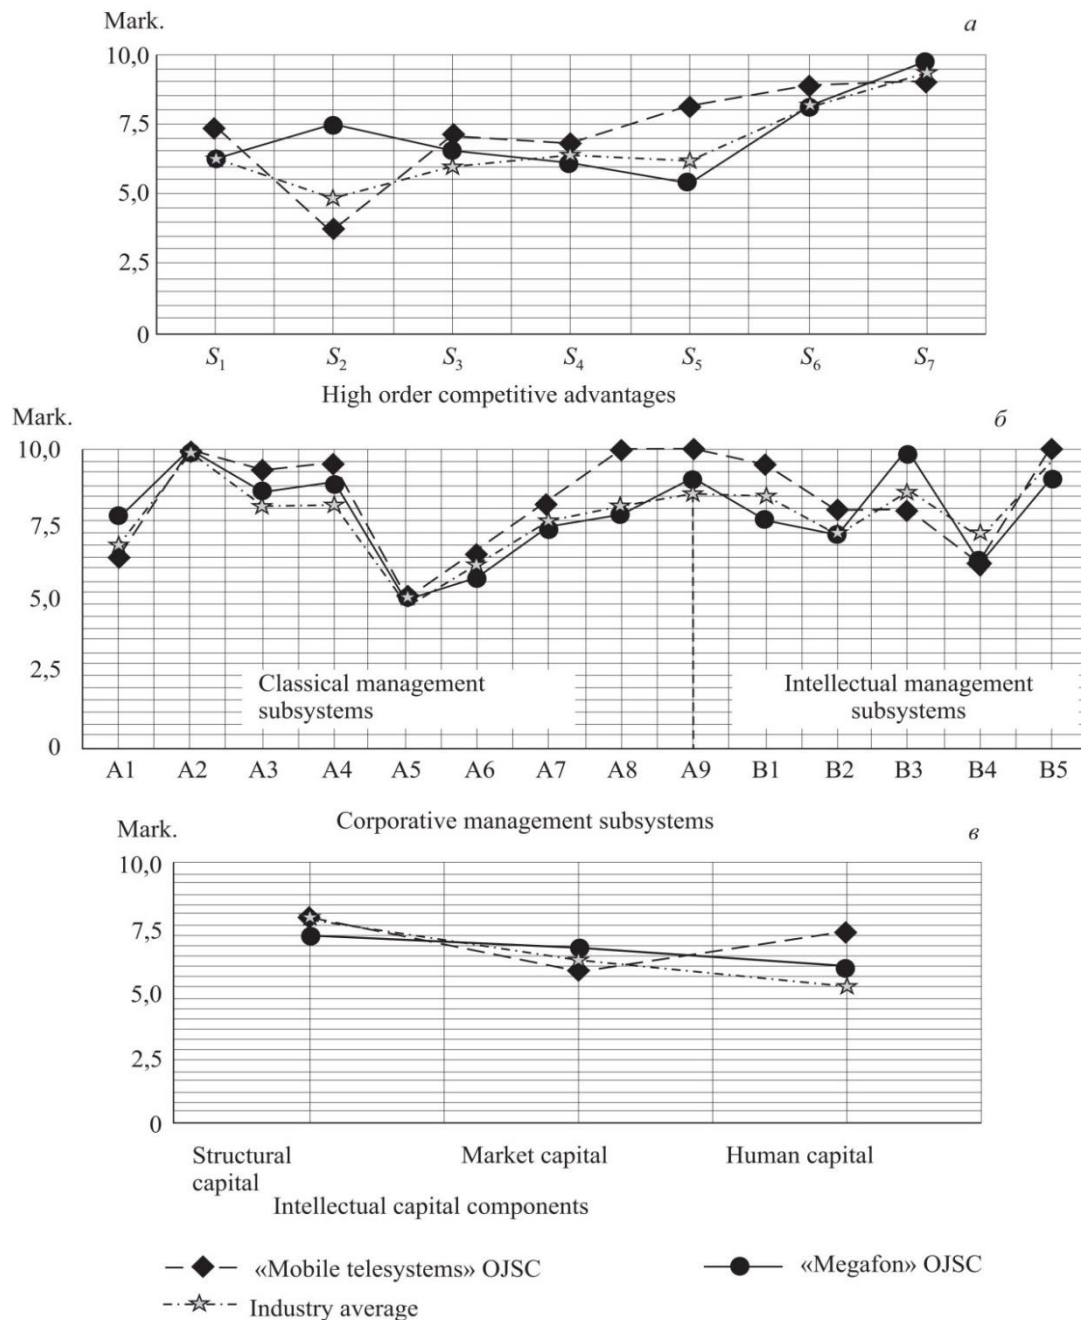 Mark.
а
10,0
7,5
5,0
2,5
0
S1 S2 S3 S4 S5 S6 S7
High order competitive advantages
Mark.
б
10,0
7,5
5,0
2,5
0
Classical management
subsystems
Intellectual management
subsystems
A1 A2 A3 A4 A5 A6 A7 A8 A9 B1 B2 B3 B4 B5
Corporative management subsystems
Mark.
в
10,0
7,5
5,0
2,5
0
Structural
capital
Market capital
Human capital
Intellectual capital components
«Mobile telesystems» OJSC
«Megafon» OJSC
Industry average